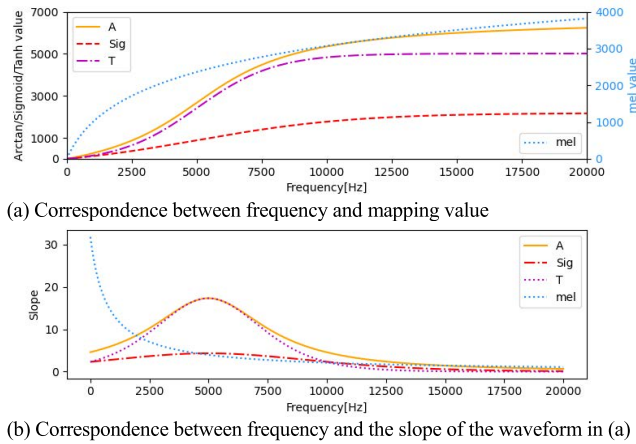 7000
5000
3000
1000
0
Arctan/Sigmoid/Tanh value
A
Sig
T
4000
3000
2000
1000
0
mel value
mel
0 2500 5000 7500 10000 12500 15000 17500 20000
Frequency[Hz]
(a) Correspondence between frequency and mapping value
30
20
10
0
Slope
A
Sig
T
mel
0 2500 5000 7500 10000 12500 15000 17500 20000
Frequency[Hz]
(b) Correspondence between frequency and the slope of the waveform in (a)